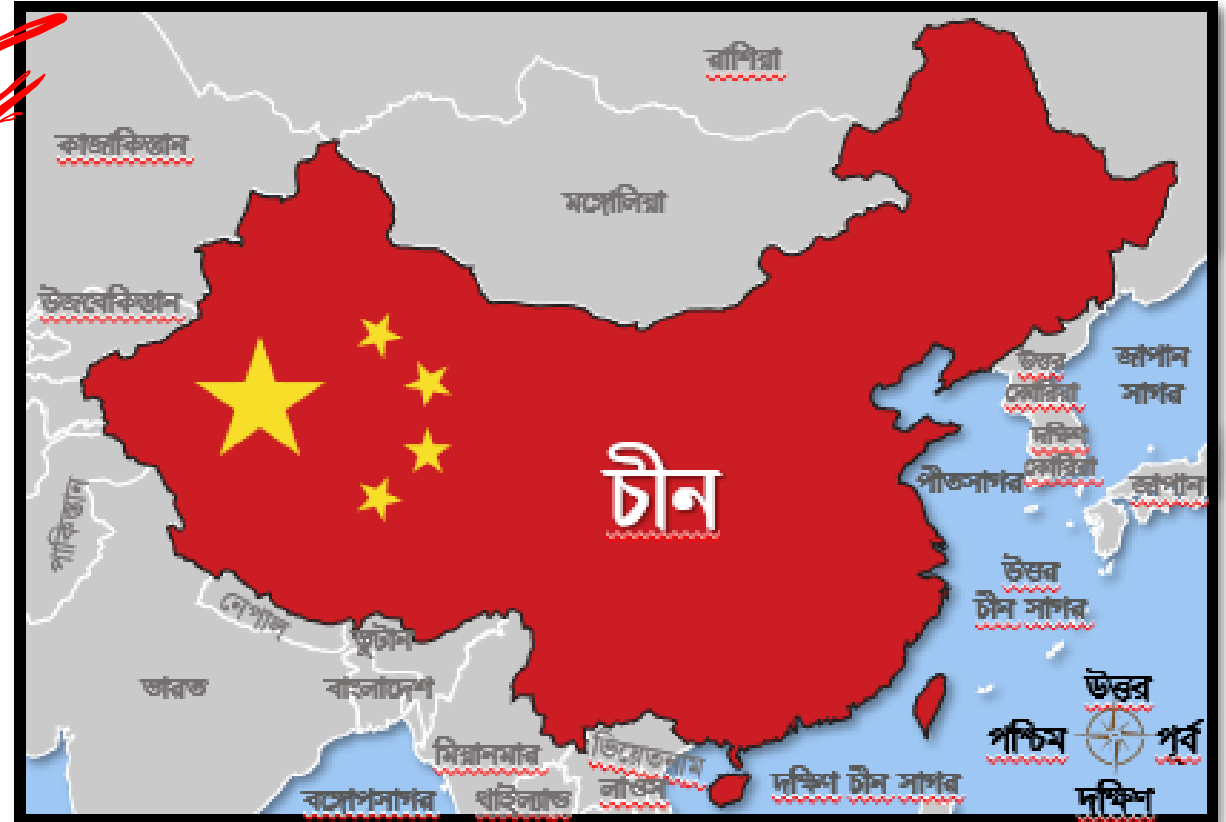 রাশিয়া
কাজাকিস্তান
মঙ্গোলিয়া
উজবেকিস্তান
উত্তর
কোরিয়া
জাপান
সাগর
দক্ষিণ
কোরিয়া
চীন
পীতসাগর
জাপান
পাকিস্তান
উত্তর
চীন সাগর
নেপাল
ভুটান
ভারত
বাংলাদেশ
উত্তর
পশ্চিম
পূর্ব
দক্ষিণ
মিয়ানমার
ভিয়েতনাম
লাওস
দক্ষিণ চীন সাগর
বঙ্গোপসাগর
থাইল্যান্ড